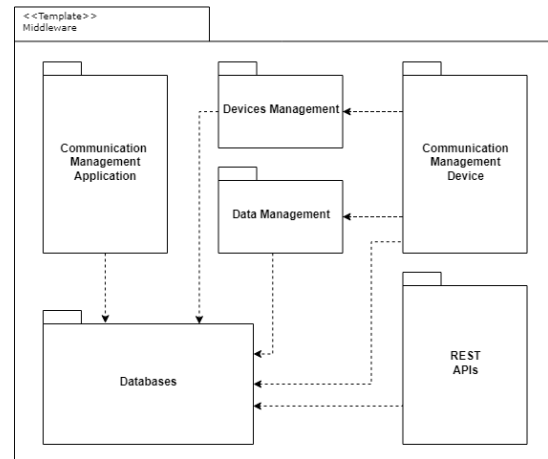 <<Template>>
Middleware
Communication
Management
Application
Devices Management
Data Management
Communication
Management
Device
Databases
REST
APIs